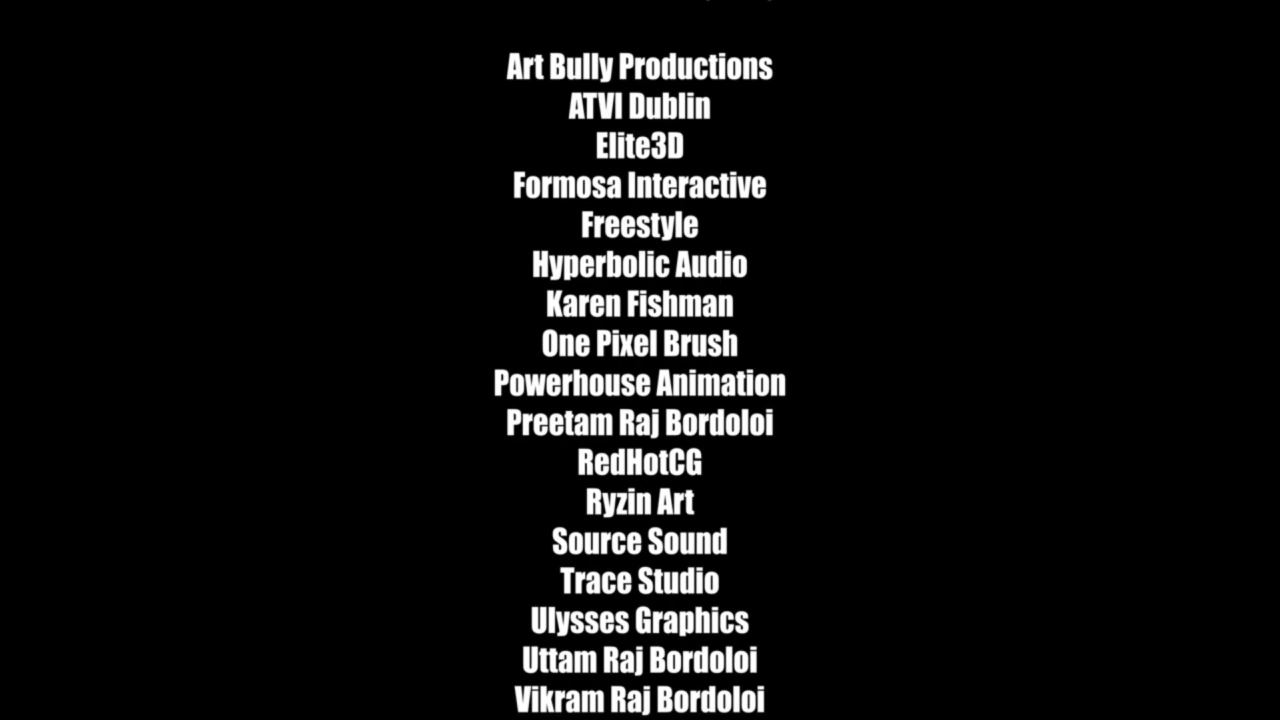 Art Bully Productions
ATVI Dublin
Elite3D
Formosa Interactive
Freestyle
Hyperbolic Audio
Karen Fishman
One Pixel Brush
Powerhouse Animation
Preetam Raj Bordoloi
RedHotCG
Ryzin Art
Source Sound
Trace Studio
Ulysses Graphics
Uttam Raj Bordoloi
Vikram Raj Bordoloi